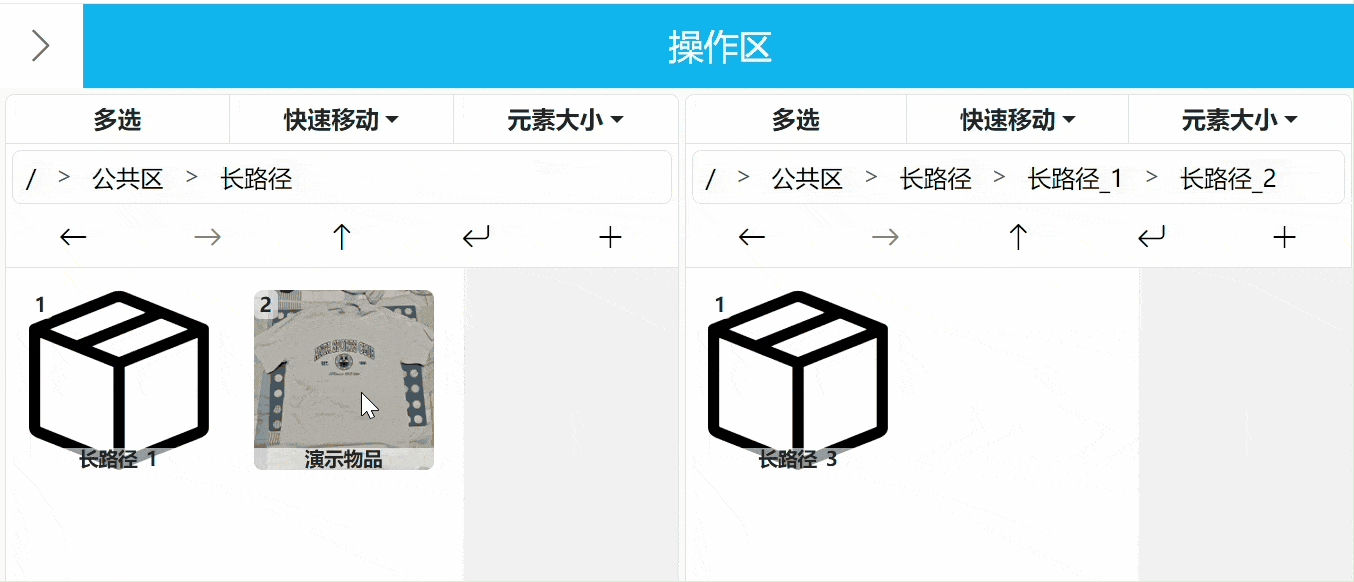 操作区
多选 快速移动 元素大小
/ > 公共区 > 长路径
1
长路径_1
2
演示物品
多选 快速移动 元素大小
/ > 公共区 > 长路径 > 长路径_1 > 长路径_2
1
长路径_3